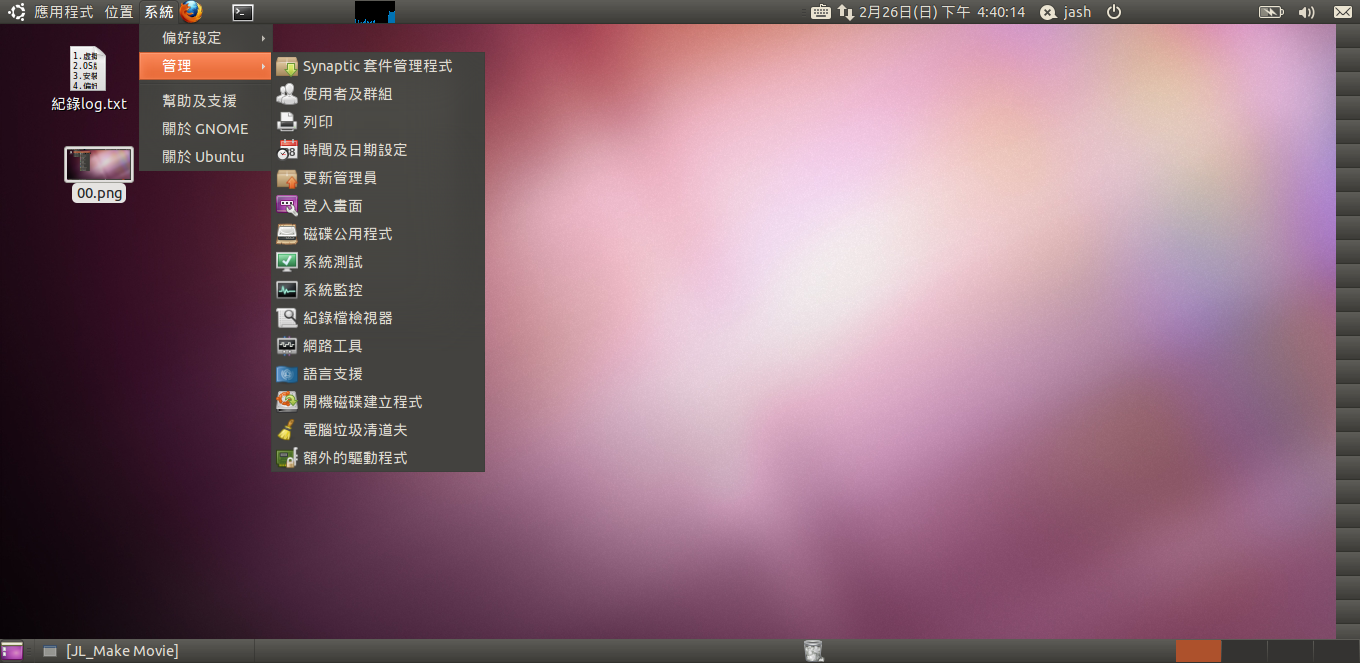 應用程式 位置 系統 2月26日(日) 下午 4:40:14 jash
偏好設定
管理
幫助及支援
關於 GNOME
關於 Ubuntu
Synaptic 套件管理程式
使用者及群組
列印
時間及日期設定
更新管理員
登入畫面
磁碟公用程式
系統測試
系統監控
紀錄檔檢視器
網路工具
語言支援
開機磁碟建立程式
電腦垃圾清道夫
額外的驅動程式
1.虛擬
2.OS
3.安裝
4.偏好
紀錄log.txt
00.png
[JL_Make Movie]